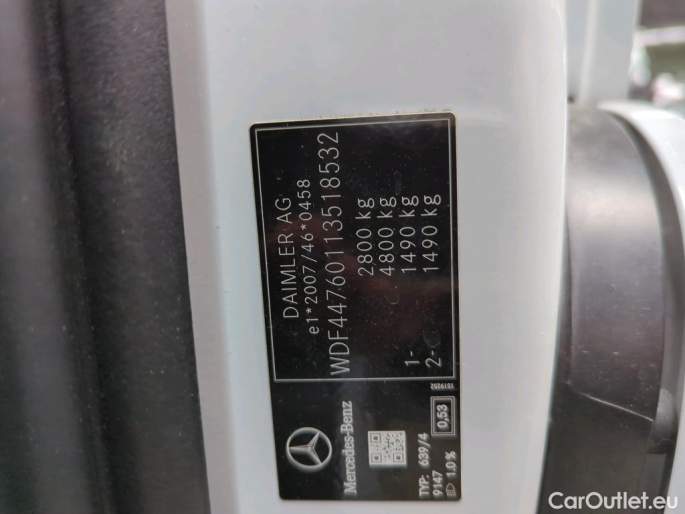 DAIMLER AG
e1*2007/46*0458
WDF44760113518532
2800 kg
4800 kg
1- 1490 kg
2- 1490 kg
Mercedes-Benz
TYP: 639/4
9147
1.0%
0,53
1519252
CarOutlet.eu